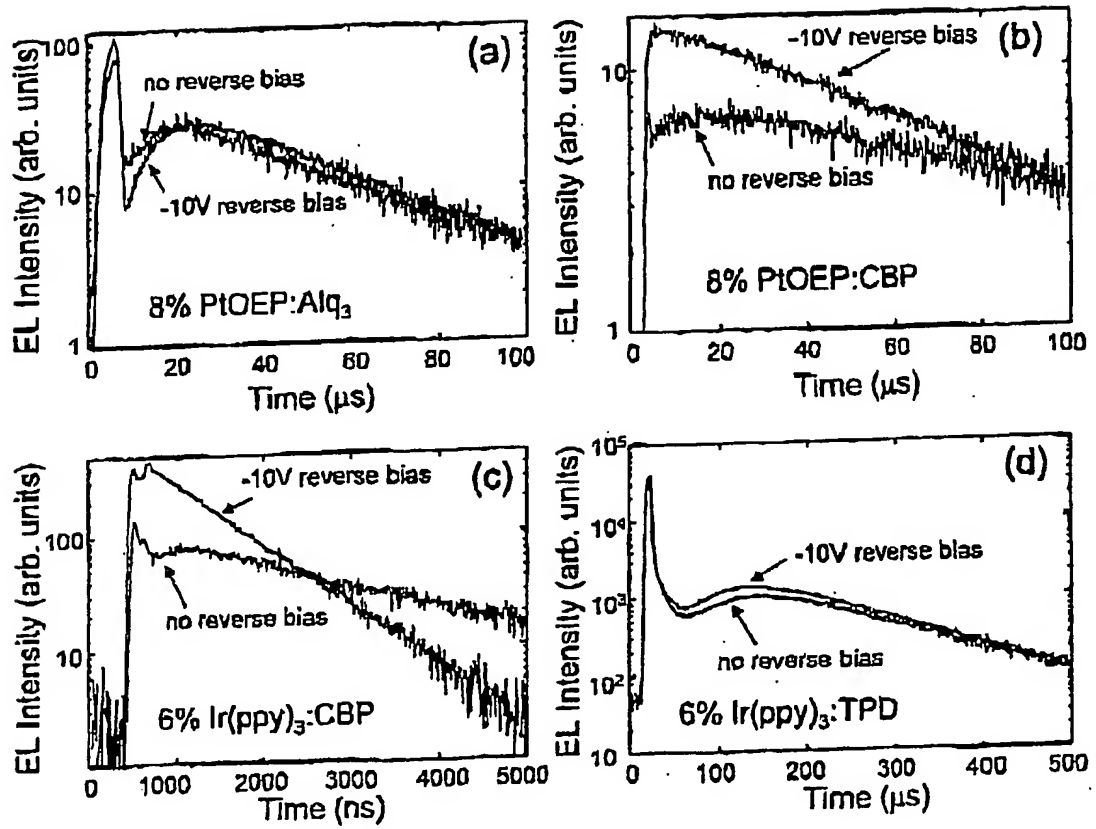 (a)
EL Intensity (arb. units)
100
10
1
no reverse bias
-10V reverse bias
8% PtOEP:Alq3
0 20 40 60 80 100
Time (μs)
(b)
EL Intensity (arb. units)
10
1
-10V reverse bias
no reverse bias
8% PtOEP:CBP
0 20 40 60 80 100
Time (μs)
(c)
EL Intensity (arb. units)
100
10
-10V reverse bias
no reverse bias
6% Ir(ppy)3:CBP
0 1000 2000 3000 4000 5000
Time (ns)
(d)
EL Intensity (arb. units)
10^5
10^4
10^3
10^2
10
-10V reverse bias
no reverse bias
6% Ir(ppy)3:TPD
0 100 200 300 400 500
Time (μs)